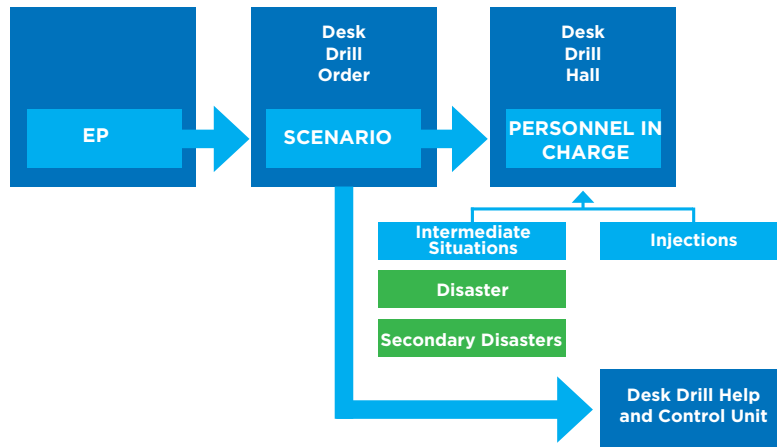 EP
Desk
Drill
Order
SCENARIO
Desk
Drill
Hall
PERSONNEL IN
CHARGE
Intermediate
Situations
Injections
Disaster
Secondary Disasters
Desk Drill Help
and Control Unit